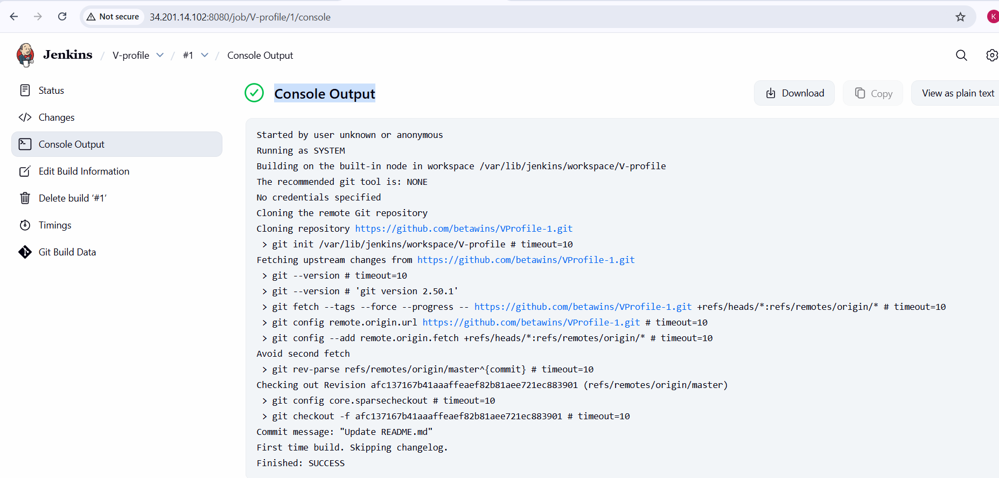 Not secure 34.201.14.102:8080/job/V-profile/1/console
K
Jenkins / V-profile / #1 / Console Output
Status
Changes
Console Output
Edit Build Information
Delete build ‘#1’
Timings
Git Build Data
Console Output
Download
Copy
View as plain text
Started by user unknown or anonymous
Running as SYSTEM
Building on the built-in node in workspace /var/lib/jenkins/workspace/V-profile
The recommended git tool is: NONE
No credentials specified
Cloning the remote Git repository
Cloning repository https://github.com/betawins/VProfile-1.git
 > git init /var/lib/jenkins/workspace/V-profile # timeout=10
Fetching upstream changes from https://github.com/betawins/VProfile-1.git
 > git --version # timeout=10
 > git --version # 'git version 2.50.1'
 > git fetch --tags --force --progress -- https://github.com/betawins/VProfile-1.git +refs/heads/*:refs/remotes/origin/* # timeout=10
 > git config remote.origin.url https://github.com/betawins/VProfile-1.git # timeout=10
 > git config --add remote.origin.fetch +refs/heads/*:refs/remotes/origin/* # timeout=10
Avoid second fetch
 > git rev-parse refs/remotes/origin/master^{commit} # timeout=10
Checking out Revision afc137167b41aaaffeaef82b81aee721ec883901 (refs/remotes/origin/master)
 > git config core.sparsecheckout # timeout=10
 > git checkout -f afc137167b41aaaffeaef82b81aee721ec883901 # timeout=10
Commit message: "Update README.md"
First time build. Skipping changelog.
Finished: SUCCESS